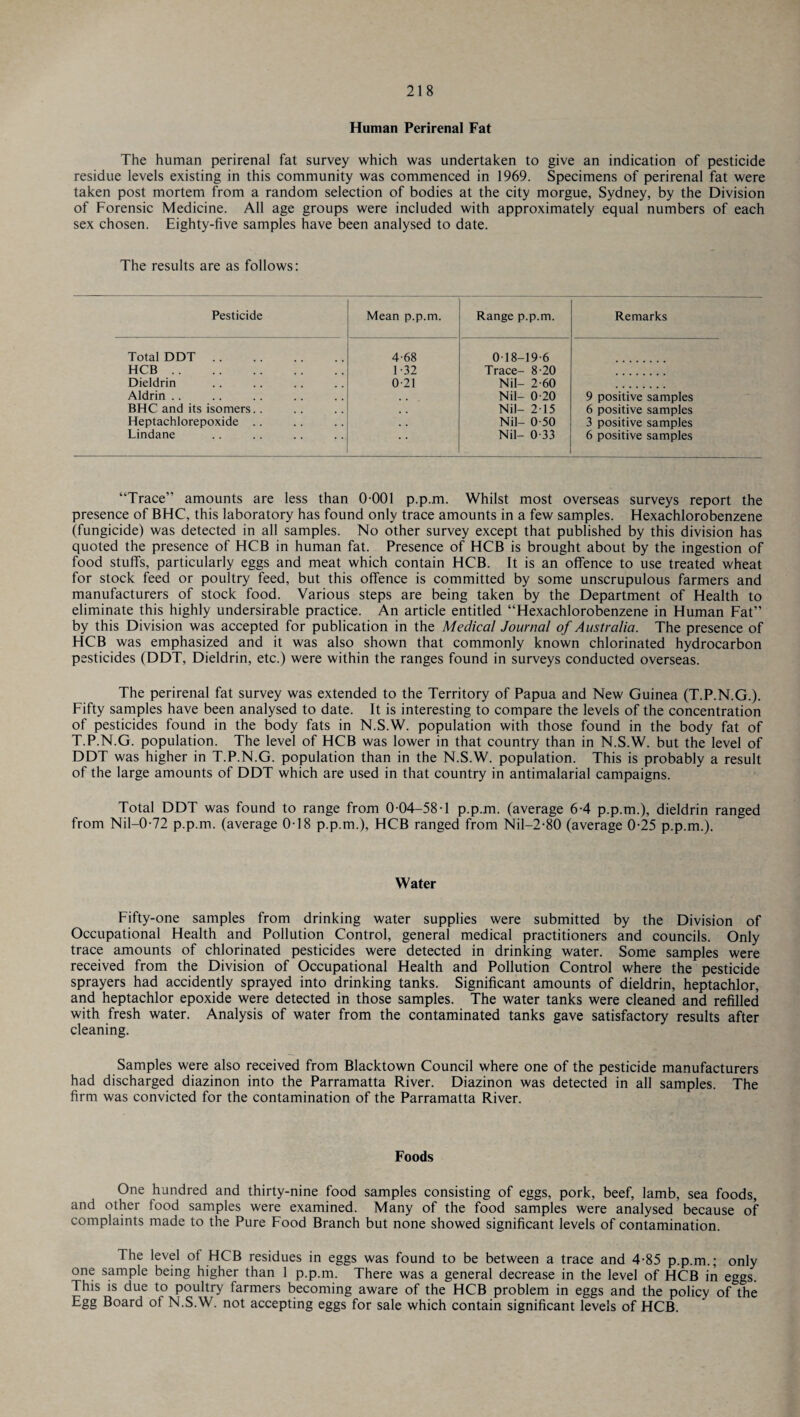 218
Human Perirenal Fat
The human perirenal fat survey which was undertaken to give an indication of pesticide
residue levels existing in this community was commenced in 1969. Specimens of perirenal fat were
taken post mortem from a random selection of bodies at the city morgue, Sydney, by the Division
of Forensic Medicine. All age groups were included with approximately equal numbers of each
sex chosen. Eighty-five samples have been analysed to date.
The results are as follows:
Pesticide Mean p.p.m. Range p.p.m. Remarks
Total DDT .. .. .. .. 4·68 0·18-19·6 ........
HCB .. .. .. .. .. 1·32 Trace- 8·20 ........
Dieldrin .. .. .. .. 0·21 Nil- 2·60 ........
Aldrin .. .. .. .. .. .. Nil- 0·20 9 positive samples
BHC and its isomers.. .. .. .. Nil- 2·15 6 positive samples
Heptachlorepoxide .. .. .. .. Nil- 0·50 3 positive samples
Lindane .. .. .. .. .. Nil- 0·33 6 positive samples
“Trace” amounts are less than 0·001 p.p.m. Whilst most overseas surveys report the
presence of BHC, this laboratory has found only trace amounts in a few samples. Hexachlorobenzene
(fungicide) was detected in all samples. No other survey except that published by this division has
quoted the presence of HCB in human fat. Presence of HCB is brought about by the ingestion of
food stuffs, particularly eggs and meat which contain HCB. It is an offence to use treated wheat
for stock feed or poultry feed, but this offence is committed by some unscrupulous farmers and
manufacturers of stock food. Various steps are being taken by the Department of Health to
eliminate this highly undersirable practice. An article entitled “Hexachlorobenzene in Human Fat”
by this Division was accepted for publication in the Medical Journal of Australia. The presence of
HCB was emphasized and it was also shown that commonly known chlorinated hydrocarbon
pesticides (DDT, Dieldrin, etc.) were within the ranges found in surveys conducted overseas.
The perirenal fat survey was extended to the Territory of Papua and New Guinea (T.P.N.G.).
Fifty samples have been analysed to date. It is interesting to compare the levels of the concentration
of pesticides found in the body fats in N.S.W. population with those found in the body fat of
T.P.N.G. population. The level of HCB was lower in that country than in N.S.W. but the level of
DDT was higher in T.P.N.G. population than in the N.S.W. population. This is probably a result
of the large amounts of DDT which are used in that country in antimalarial campaigns.
Total DDT was found to range from 0·04–58·1 p.p.m. (average 6·4 p.p.m.), dieldrin ranged
from Nil–0·72 p.p.m. (average 0·18 p.p.m.), HCB ranged from Nil–2·80 (average 0·25 p.p.m.).
Water
Fifty-one samples from drinking water supplies were submitted by the Division of
Occupational Health and Pollution Control, general medical practitioners and councils. Only
trace amounts of chlorinated pesticides were detected in drinking water. Some samples were
received from the Division of Occupational Health and Pollution Control where the pesticide
sprayers had accidently sprayed into drinking tanks. Significant amounts of dieldrin, heptachlor,
and heptachlor epoxide were detected in those samples. The water tanks were cleaned and refilled
with fresh water. Analysis of water from the contaminated tanks gave satisfactory results after
cleaning.
Samples were also received from Blacktown Council where one of the pesticide manufacturers
had discharged diazinon into the Parramatta River. Diazinon was detected in all samples. The
firm was convicted for the contamination of the Parramatta River.
Foods
One hundred and thirty-nine food samples consisting of eggs, pork, beef, lamb, sea foods,
and other food samples were examined. Many of the food samples were analysed because of
complaints made to the Pure Food Branch but none showed significant levels of contamination.
The level of HCB residues in eggs was found to be between a trace and 4·85 p.p.m.; only
one sample being higher than 1 p.p.m. There was a general decrease in the level of HCB in eggs.
This is due to poultry farmers becoming aware of the HCB problem in eggs and the policy of the
Egg Board of N.S.W. not accepting eggs for sale which contain significant levels of HCB.